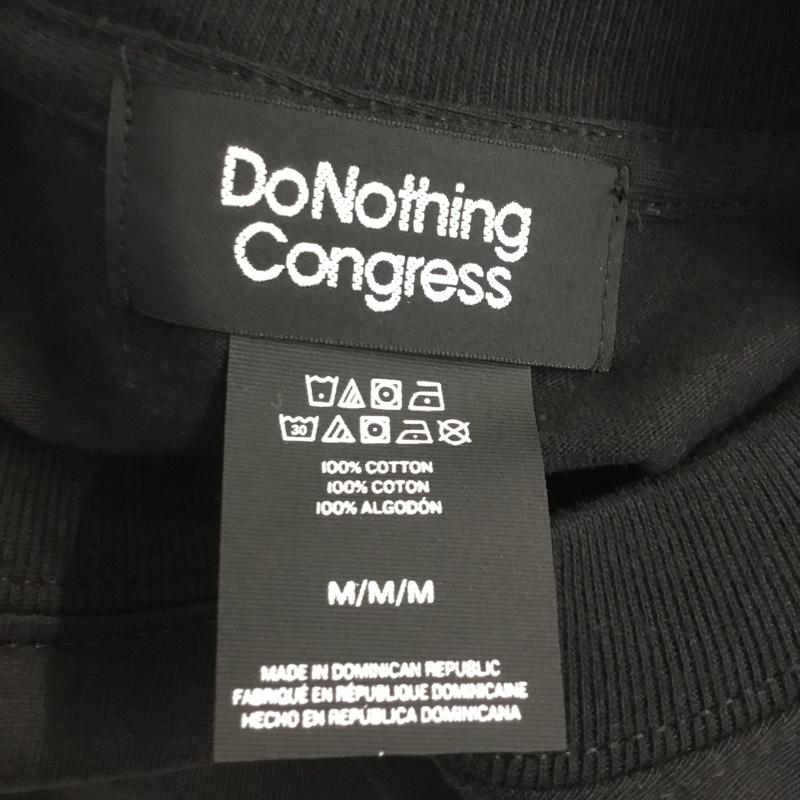 DoNothing
Congress
30
100% COTTON
100% COTON
100% ALGODÓN
M/M/M
MADE IN DOMINICAN REPUBLIC
FABRIQUÉ EN RÉPUBLIQUE DOMINICAINE
HECHO EN REPÚBLICA DOMINICANA